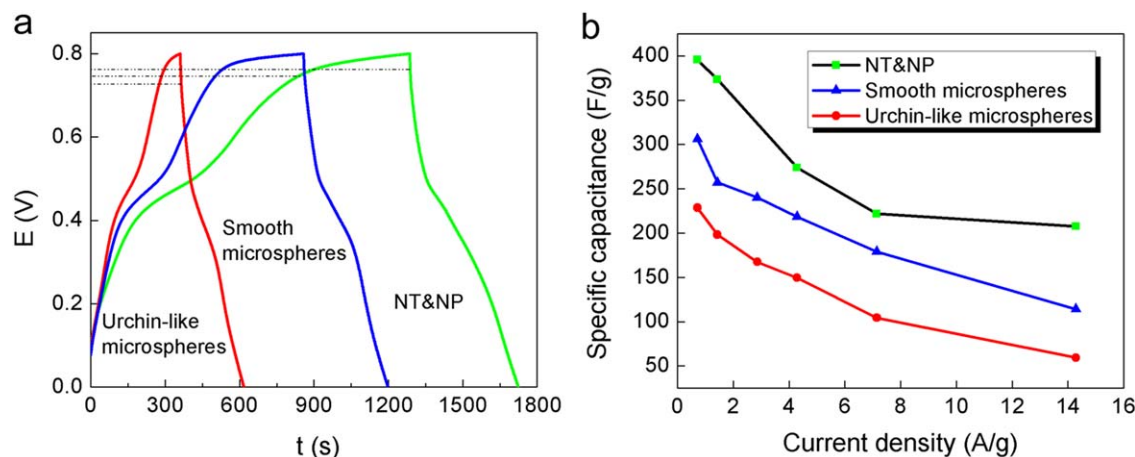 a
E (V)
0.8
0.6
0.4
0.2
0.0
Smooth
microspheres
NT&NP
Urchin-like
microspheres
0 300 600 900 1200 1500 1800
t (s)
b
Specific capacitance (F/g)
400
350
300
250
200
150
100
50
NT&NP
Smooth microspheres
Urchin-like microspheres
0 2 4 6 8 10 12 14 16
Current density (A/g)